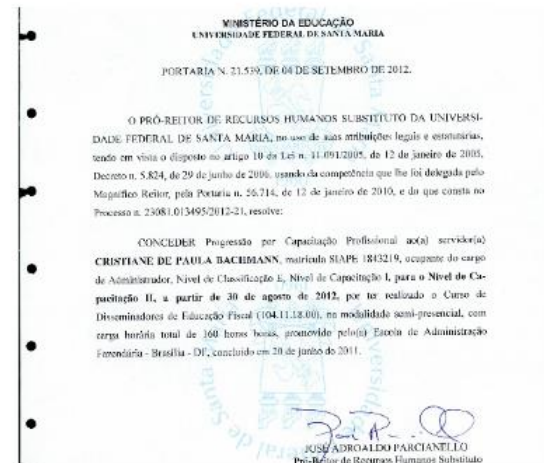 MINISTÉRIO DA EDUCAÇÃO
UNIVERSIDADE FEDERAL DE SANTA MARIA
PORTARIA N. 21.539, DE 04 DE SETEMBRO DE 2012.
O PRÓ-REITOR DE RECURSOS HUMANOS SUBSTITUTO DA UNIVERSI-
DADE FEDERAL DE SANTA MARIA, no uso de suas atribuições legais e estatutárias,
tendo em vista o disposto no artigo 10 da Lei n. 11.091/2005, de 12 de janeiro de 2005,
Decreto n. 5.824, de 29 de junho de 2006, usando da competência que lhe foi delegada pelo
Magnífico Reitor, pela Portaria n. 56.714, de 12 de janeiro de 2010, e do que consta no
Processo n. 23081.013495/2012-21, resolve:
CONCEDER Progressão por Capacitação Profissional ao(a) servidor(a)
CRISTIANE DE PAULA BACHMANN, matrícula SIAPE 1843219, ocupante do cargo
de Administrador, Nível de Classificação E, Nível de Capacitação I, para o Nível de Ca-
pacitação II, a partir de 30 de agosto de 2012, por ter realizado o Curso de
Disseminadores de Educação Fiscal (104.11.18.00), na modalidade semi-presencial, com
carga horária total de 160 horas horas, promovido pelo(a) Escola de Administração
Fazendária - Brasília - DF, concluído em 20 de junho de 2011.
JOSÉ ADROALDO PARCIANELLO
Pró-Reitor de Recursos Humanos Substituto